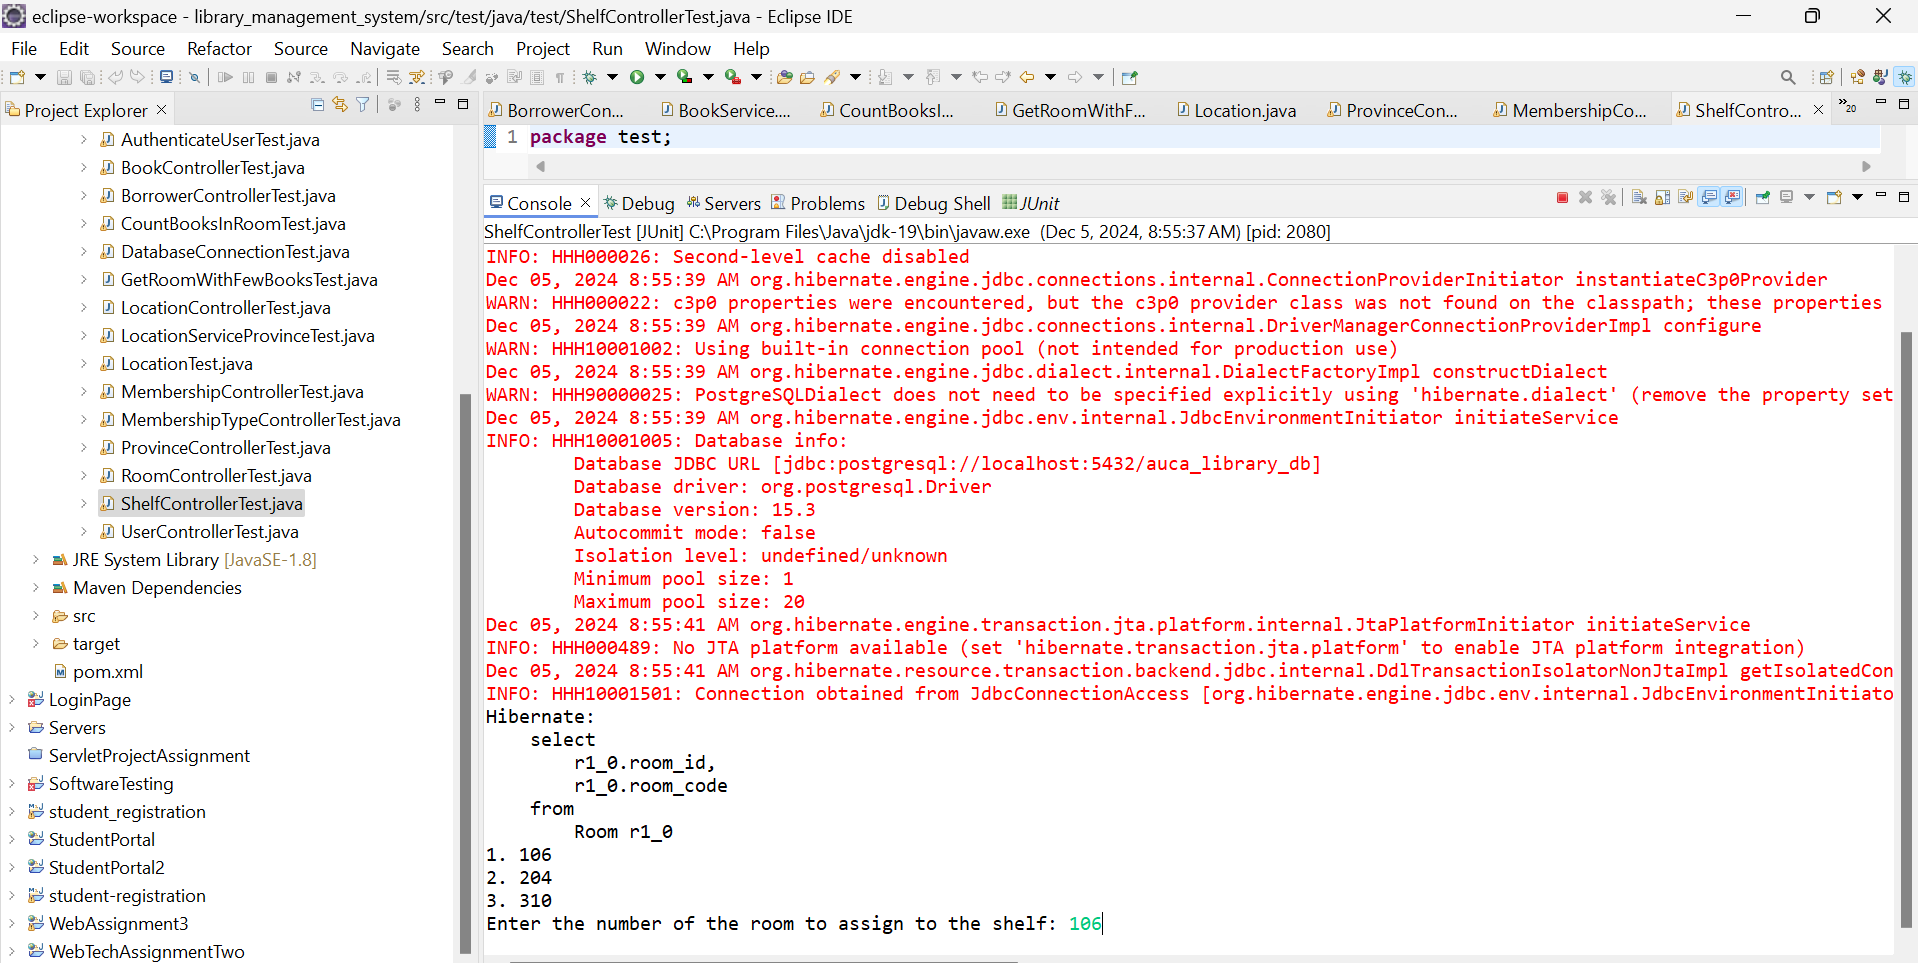 eclipse-workspace - library_management_system/src/test/java/test/ShelfControllerTest.java - Eclipse IDE
File Edit Source Refactor Source Navigate Search Project Run Window Help
Project Explorer
AuthenticateUserTest.java
BookControllerTest.java
BorrowerControllerTest.java
CountBooksInRoomTest.java
DatabaseConnectionTest.java
GetRoomWithFewBooksTest.java
LocationControllerTest.java
LocationServiceProvinceTest.java
LocationTest.java
MembershipControllerTest.java
MembershipTypeControllerTest.java
ProvinceControllerTest.java
RoomControllerTest.java
ShelfControllerTest.java
UserControllerTest.java
JRE System Library [JavaSE-1.8]
Maven Dependencies
src
target
pom.xml
LoginPage
Servers
ServletProjectAssignment
SoftwareTesting
student_registration
StudentPortal
StudentPortal2
student-registration
WebAssignment3
WebTechAssignmentTwo
BorrowerCon... BookService.... CountBooksI... GetRoomWithF... Location.java ProvinceCon... MembershipCo... ShelfContro... »20
1 package test;
Console Debug Servers Problems Debug Shell JUnit
ShelfControllerTest [JUnit] C:\Program Files\Java\jdk-19\bin\javaw.exe (Dec 5, 2024, 8:55:37 AM) [pid: 2080]
INFO: HHH000026: Second-level cache disabled
Dec 05, 2024 8:55:39 AM org.hibernate.engine.jdbc.connections.internal.ConnectionProviderInitiator instantiateC3p0Provider
WARN: HHH000022: c3p0 properties were encountered, but the c3p0 provider class was not found on the classpath; these properties
Dec 05, 2024 8:55:39 AM org.hibernate.engine.jdbc.connections.internal.DriverManagerConnectionProviderImpl configure
WARN: HHH10001002: Using built-in connection pool (not intended for production use)
Dec 05, 2024 8:55:39 AM org.hibernate.engine.jdbc.dialect.internal.DialectFactoryImpl constructDialect
WARN: HHH90000025: PostgreSQLDialect does not need to be specified explicitly using 'hibernate.dialect' (remove the property set
Dec 05, 2024 8:55:39 AM org.hibernate.engine.jdbc.env.internal.JdbcEnvironmentInitiator initiateService
INFO: HHH10001005: Database info:
Database JDBC URL [jdbc:postgresql://localhost:5432/auca_library_db]
Database driver: org.postgresql.Driver
Database version: 15.3
Autocommit mode: false
Isolation level: undefined/unknown
Minimum pool size: 1
Maximum pool size: 20
Dec 05, 2024 8:55:41 AM org.hibernate.engine.transaction.jta.platform.internal.JtaPlatformInitiator initiateService
INFO: HHH000489: No JTA platform available (set 'hibernate.transaction.jta.platform' to enable JTA platform integration)
Dec 05, 2024 8:55:41 AM org.hibernate.resource.transaction.backend.jdbc.internal.DdlTransactionIsolatorNonJtaImpl getIsolatedCon
INFO: HHH10001501: Connection obtained from JdbcConnectionAccess [org.hibernate.engine.jdbc.env.internal.JdbcEnvironmentInitiato
Hibernate:
select
r1_0.room_id,
r1_0.room_code
from
Room r1_0
1. 106
2. 204
3. 310
Enter the number of the room to assign to the shelf: 106